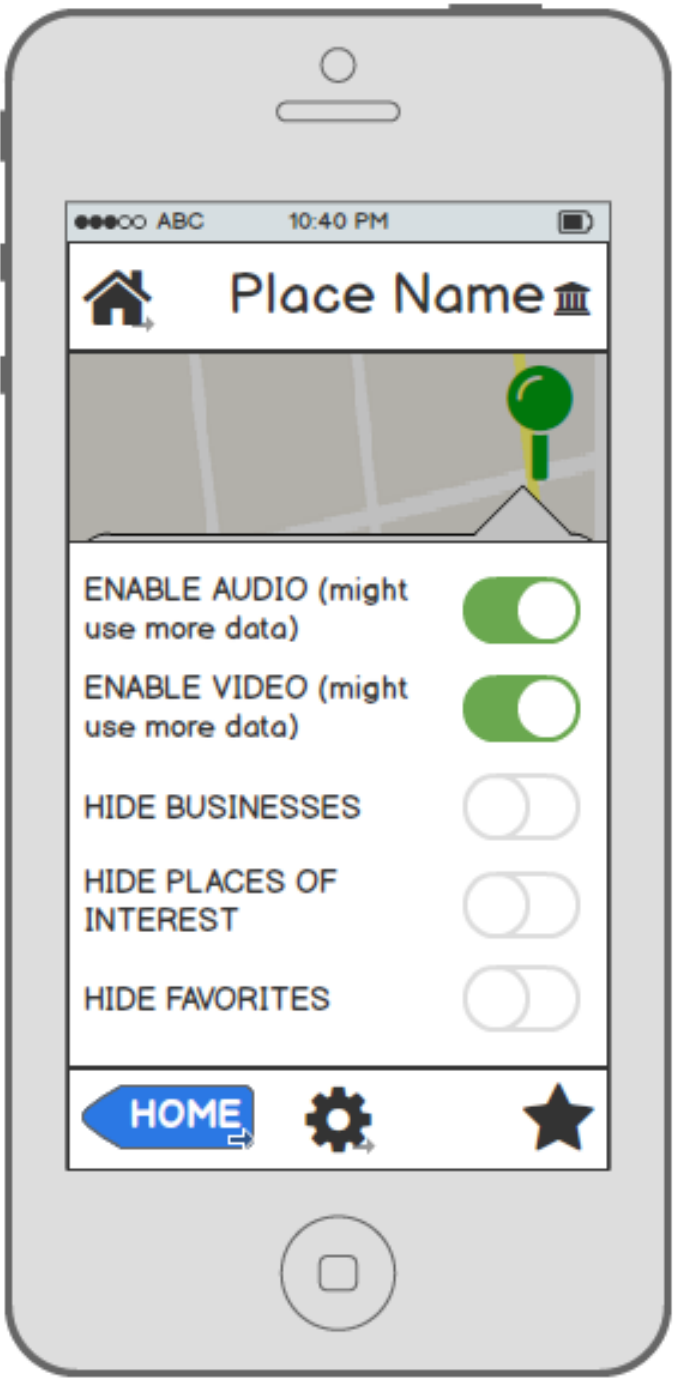 ABC 10:40 PM
Place Name
ENABLE AUDIO (might
use more data)
ENABLE VIDEO (might
use more data)
HIDE BUSINESSES
HIDE PLACES OF
INTEREST
HIDE FAVORITES
HOME